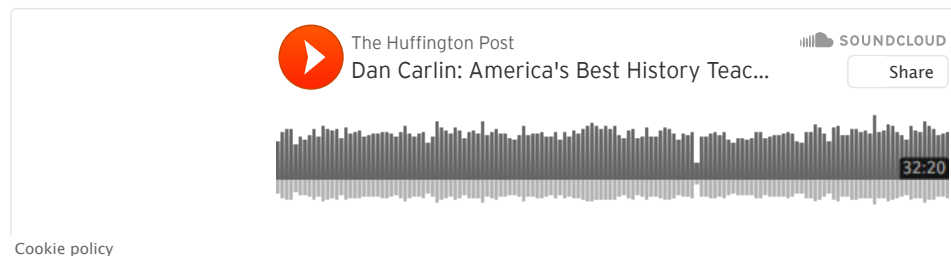 The Huffington Post
SOUNDCLOUD
Dan Carlin: America's Best History Teac...
Share
32:20
Cookie policy